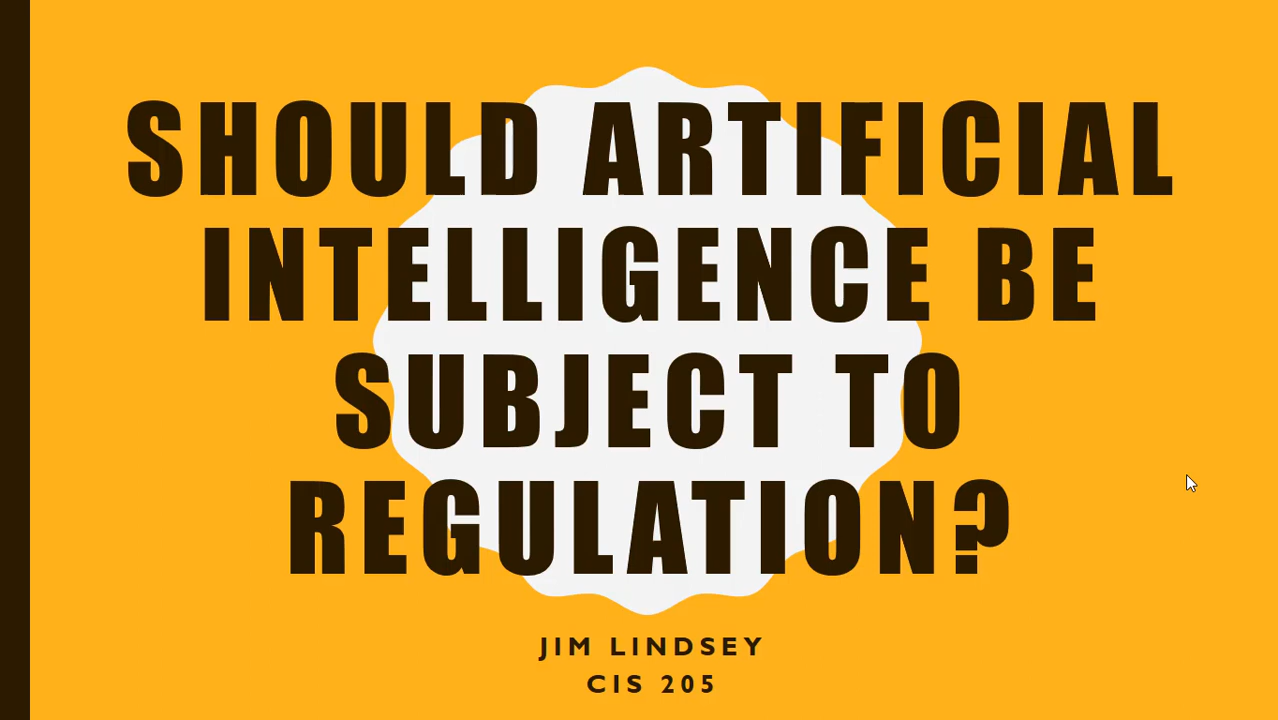 SHOULD ARTIFICIAL
INTELLIGENCE BE
SUBJECT TO
REGULATION?
JIM LINDSEY
CIS 205